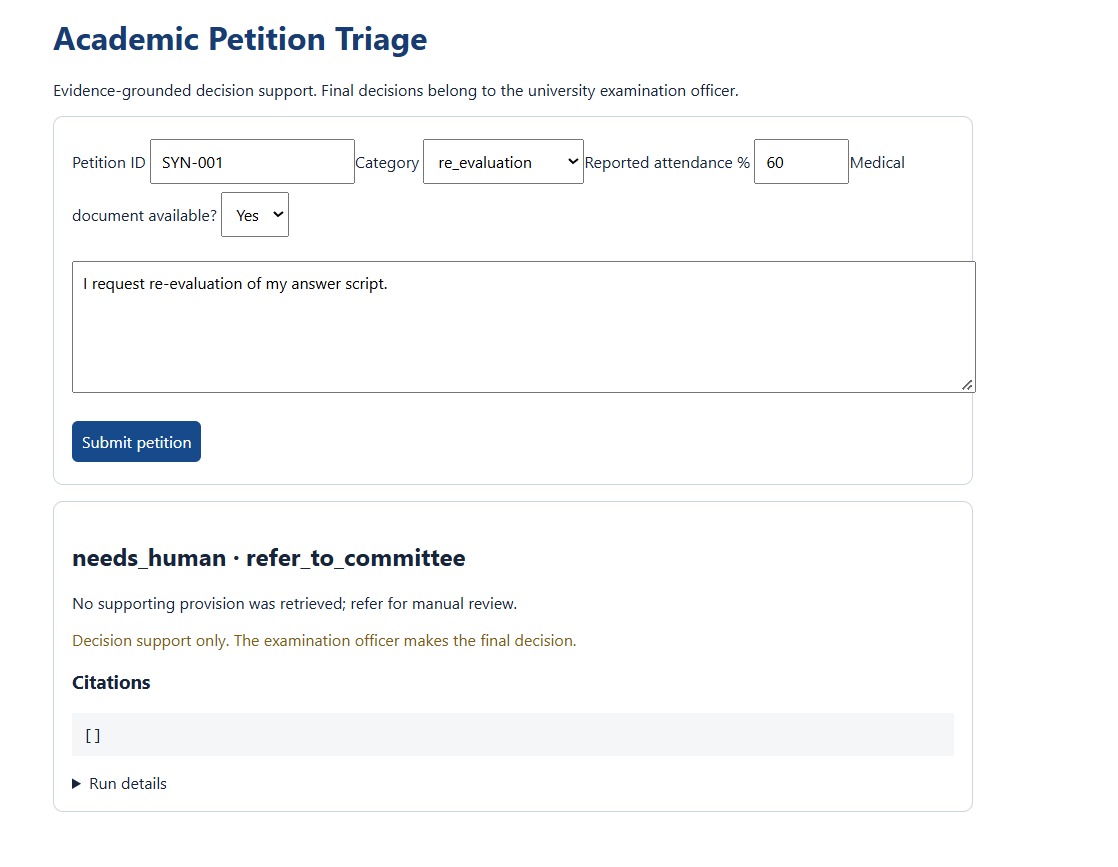 Academic Petition Triage
Evidence-grounded decision support. Final decisions belong to the university examination officer.
Petition ID SYN-001 Category re_evaluation Reported attendance % 60 Medical
document available? Yes
I request re-evaluation of my answer script.
Submit petition
needs_human · refer_to_committee
No supporting provision was retrieved; refer for manual review.
Decision support only. The examination officer makes the final decision.
Citations
[]
Run details